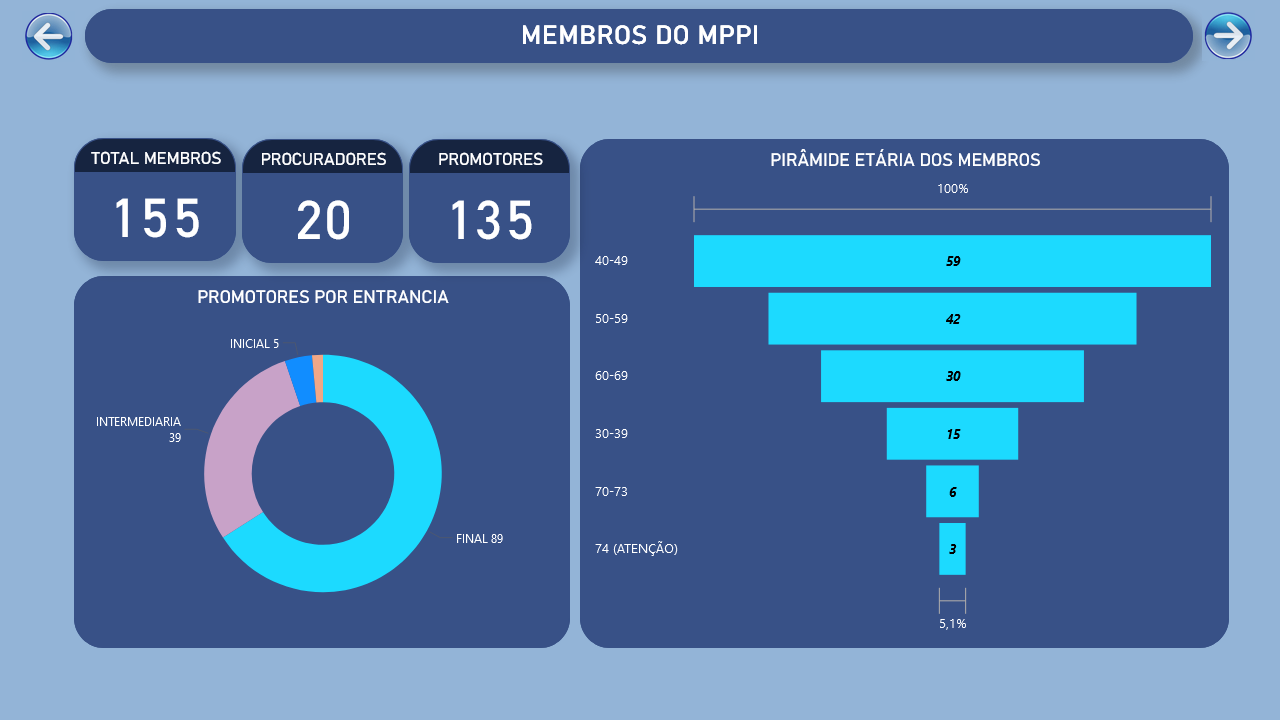 MEMBROS DO MPPI
TOTAL MEMBROS
155
PROCURADORES
20
PROMOTORES
135
PROMOTORES POR ENTRANCIA
INICIAL 5
INTERMEDIARIA
39
FINAL 89
PIRÂMIDE ETÁRIA DOS MEMBROS
100%
40-49 59
50-59 42
60-69 30
30-39 15
70-73 6
74 (ATENÇÃO) 3
5,1%